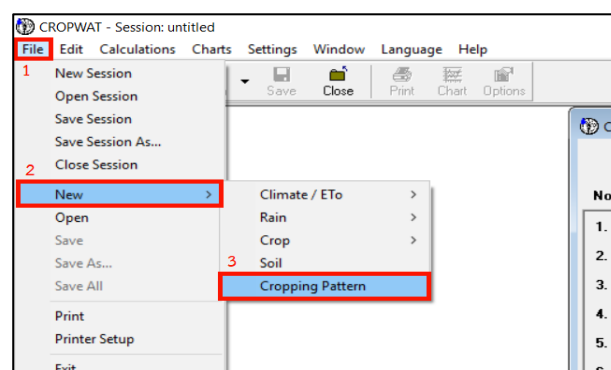 CROPWAT - Session: untitled
File Edit Calculations Charts Settings Window Language Help
1 New Session
Open Session
Save Session
Save Session As...
2 Close Session
New >
Open
Save
Save As...
Save All
Print
Printer Setup
Exit
Save Close Print Chart Options
Climate / ETo >
Rain >
Crop >
3 Soil
Cropping Pattern
No
1.
2.
3.
4.
5.